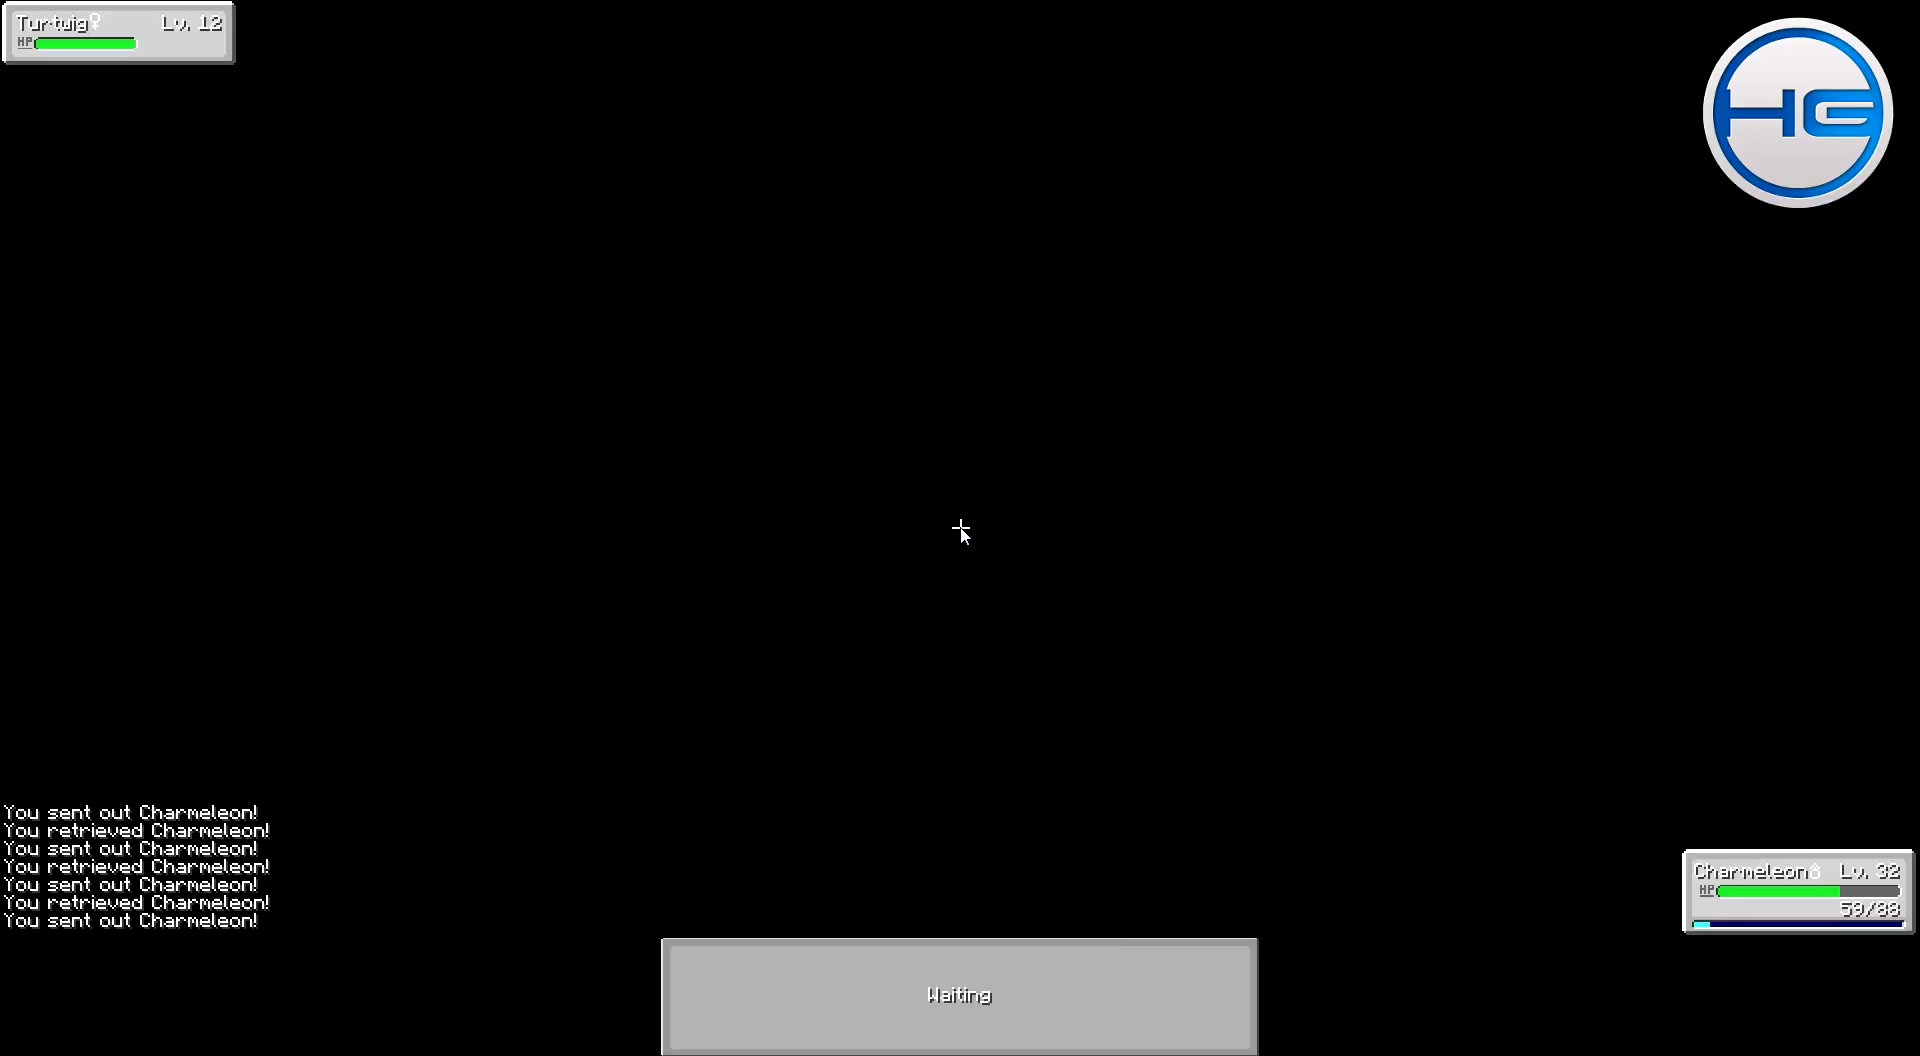 Turtwig♀ Lv. 12
HP
HG
You sent out Charmeleon!
You retrieved Charmeleon!
You sent out Charmeleon!
You retrieved Charmeleon!
You sent out Charmeleon!
You retrieved Charmeleon!
You sent out Charmeleon!
Charmeleon♂ Lv. 32
HP
59/88
Waiting